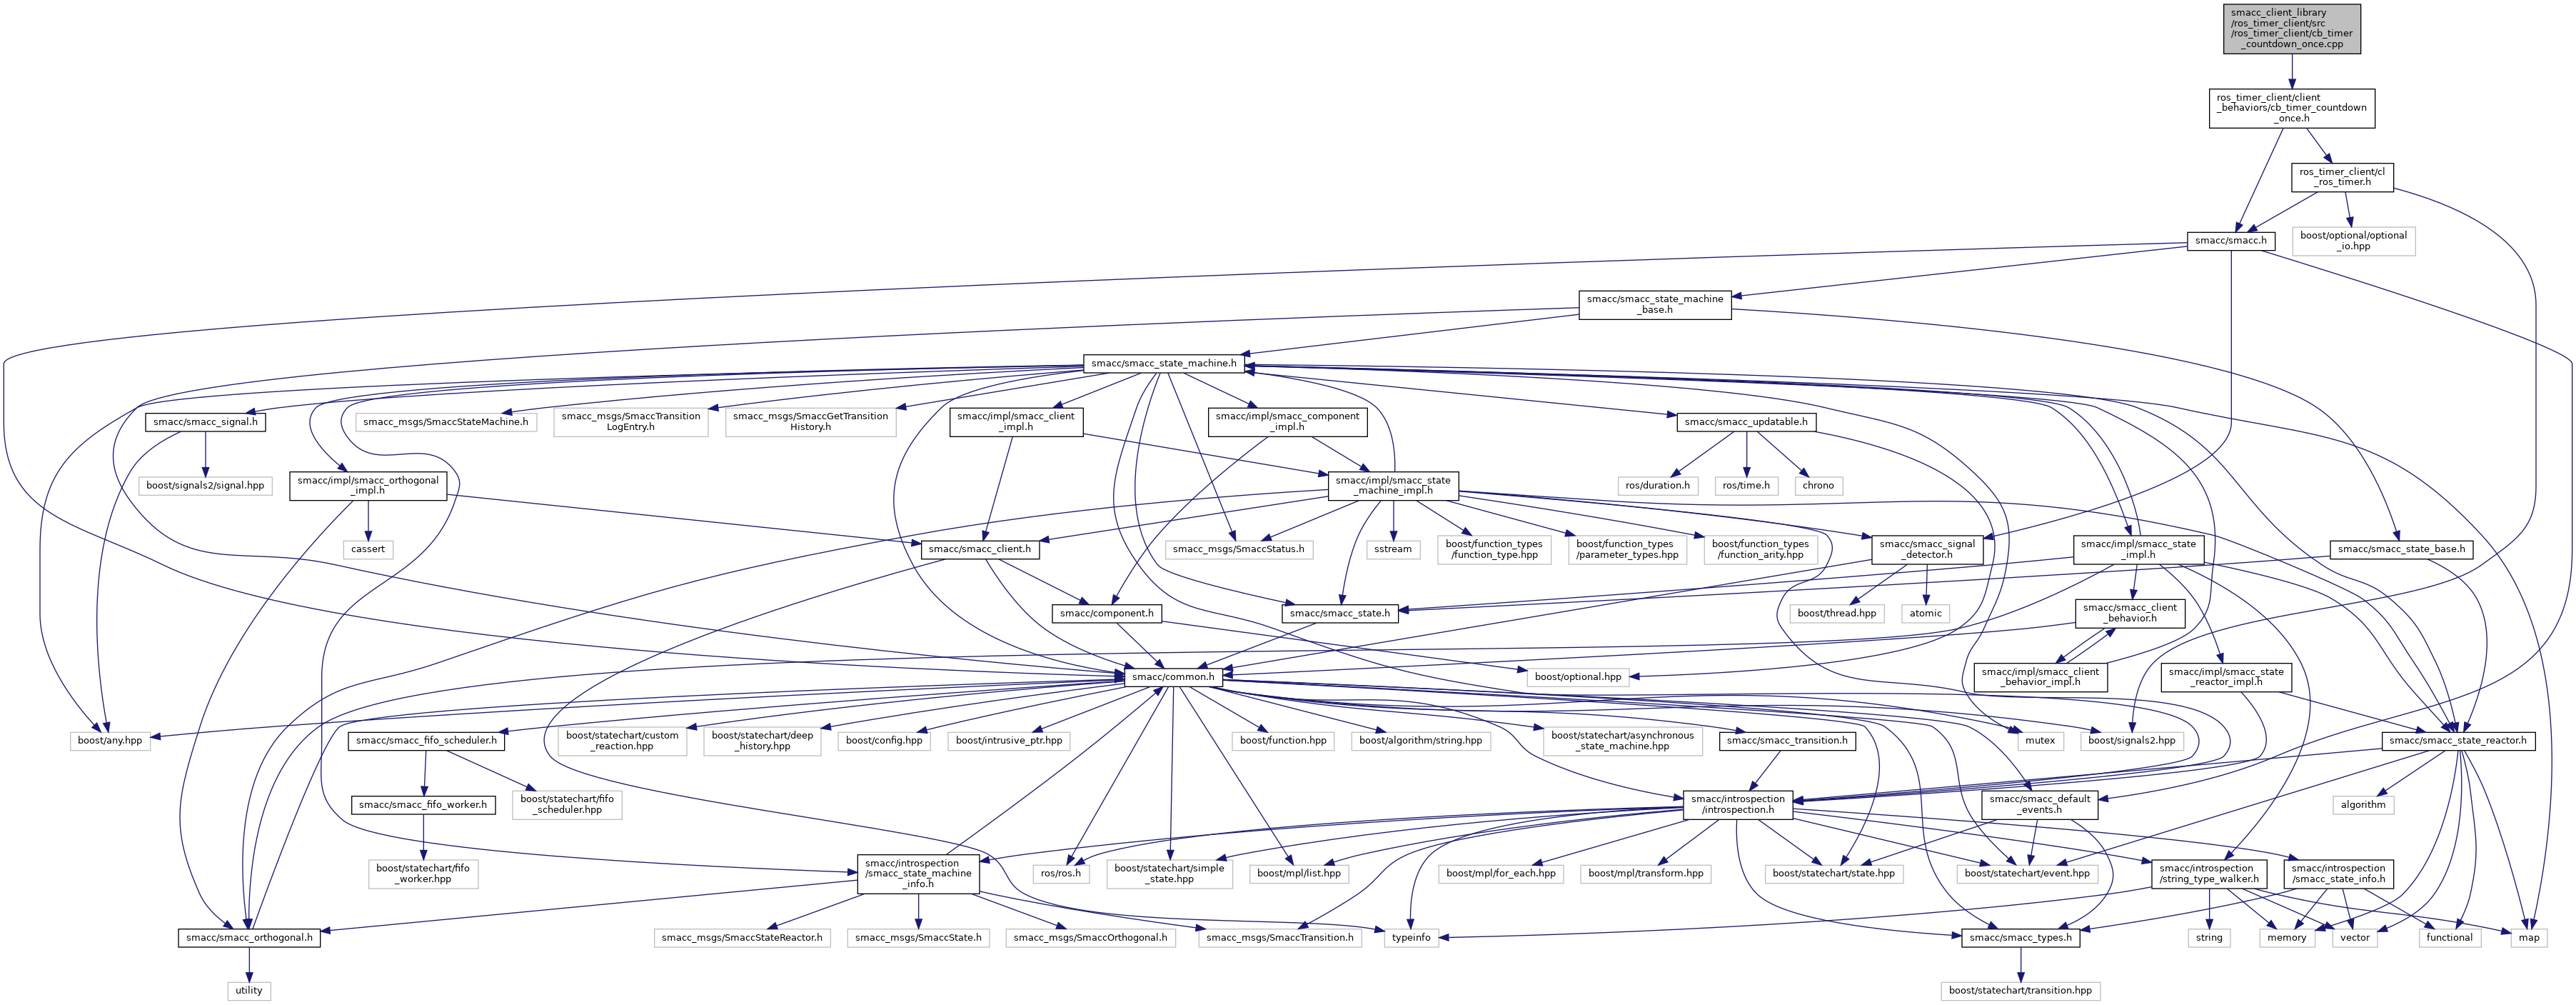 smacc_client_library
/ros_timer_client/src
/ros_timer_client/cb_timer
_countdown_once.cpp
ros_timer_client/client
_behaviors/cb_timer_countdown
_once.h
ros_timer_client/cl
_ros_timer.h
smacc/smacc.h
boost/optional/optional
_io.hpp
smacc/smacc_state_machine
_base.h
smacc/smacc_state_machine.h
smacc/smacc_signal.h
smacc_msgs/SmaccStateMachine.h
smacc_msgs/SmaccTransition
LogEntry.h
smacc_msgs/SmaccGetTransition
History.h
smacc/impl/smacc_client
_impl.h
smacc/impl/smacc_component
_impl.h
smacc/smacc_updatable.h
boost/signals2/signal.hpp
smacc/impl/smacc_orthogonal
_impl.h
smacc/impl/smacc_state
_machine_impl.h
ros/duration.h
ros/time.h
chrono
cassert
smacc/smacc_client.h
smacc_msgs/SmaccStatus.h
sstream
boost/function_types
/function_type.hpp
boost/function_types
/parameter_types.hpp
boost/function_types
/function_arity.hpp
smacc/smacc_signal
_detector.h
smacc/impl/smacc_state
_impl.h
smacc/smacc_state_base.h
smacc/component.h
smacc/smacc_state.h
boost/thread.hpp
atomic
smacc/smacc_client
_behavior.h
smacc/common.h
boost/optional.hpp
smacc/impl/smacc_client
_behavior_impl.h
smacc/impl/smacc_state
_reactor_impl.h
boost/any.hpp
smacc/smacc_fifo_scheduler.h
boost/statechart/custom
_reaction.hpp
boost/statechart/deep
_history.hpp
boost/config.hpp
boost/intrusive_ptr.hpp
boost/function.hpp
boost/algorithm/string.hpp
boost/statechart/asynchronous
_state_machine.hpp
smacc/smacc_transition.h
mutex
boost/signals2.hpp
smacc/smacc_state_reactor.h
smacc/smacc_fifo_worker.h
boost/statechart/fifo
_scheduler.hpp
smacc/introspection
/introspection.h
smacc/smacc_default
_events.h
algorithm
boost/statechart/fifo
_worker.hpp
smacc/introspection
/smacc_state_machine
_info.h
ros/ros.h
boost/statechart/simple
_state.hpp
boost/mpl/list.hpp
boost/mpl/for_each.hpp
boost/mpl/transform.hpp
boost/statechart/state.hpp
boost/statechart/event.hpp
smacc/introspection
/string_type_walker.h
smacc/introspection
/smacc_state_info.h
smacc/smacc_orthogonal.h
smacc_msgs/SmaccStateReactor.h
smacc_msgs/SmaccState.h
smacc_msgs/SmaccOrthogonal.h
smacc_msgs/SmaccTransition.h
typeinfo
smacc/smacc_types.h
string
memory
vector
functional
map
utility
boost/statechart/transition.hpp